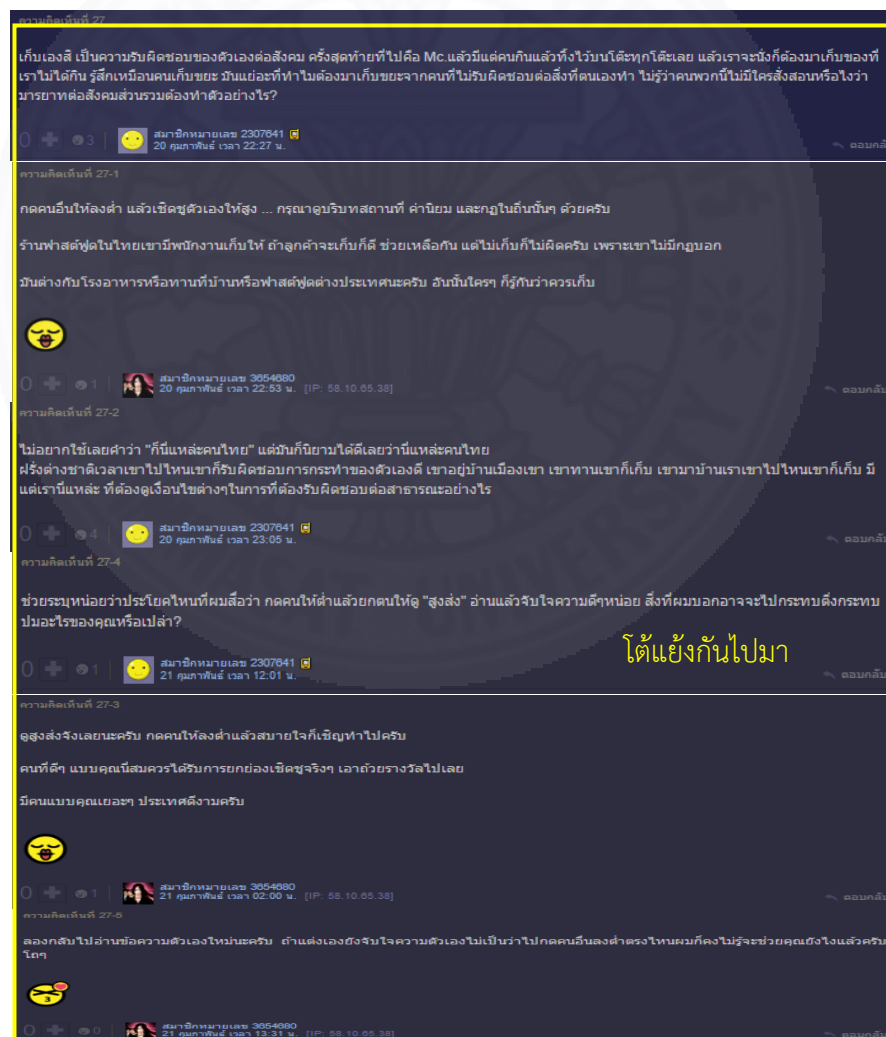 ความคิดเห็นที่ 27
เก็บเองสิ เป็นความรับผิดชอบของตัวเองต่อสังคม ครั้งสุดท้ายที่ไปคือ Mc.แล้วมีแต่คนกินแล้วทิ้งไว้บนโต๊ะทุกโต๊ะเลย แล้วเราจะนั่งก็ต้องมาเก็บของที่
เราไม่ได้กิน รู้สึกเหมือนคนเก็บขยะ มันแย่อะที่ทำไมต้องมาเก็บขยะจากคนที่ไม่รับผิดชอบต่อสิ่งที่ตนเองทำ ไม่รู้ว่าคนพวกนี้ไม่มีใครสั่งสอนหรือไงว่า
มารยาทต่อสังคมส่วนรวมต้องทำตัวอย่างไร?
0 3 สมาชิกหมายเลข 2307641
20 กุมภาพันธ์ เวลา 22:27 น.
ตอบกลับ
ความคิดเห็นที่ 27-1
กดคนอื่นให้ลงต่ำ แล้วเชิดชูตัวเองให้สูง ... กรุณาดูบริบทสถานที่ ค่านิยม และกฏในถิ่นนั้นๆ ด้วยครับ
ร้านฟาสต์ฟูดในไทยเขามีพนักงานเก็บให้ ถ้าลูกค้าจะเก็บก็ดี ช่วยเหลือกัน แต่ไม่เก็บก็ไม่ผิดครับ เพราะเขาไม่มีกฏบอก
มันต่างกับโรงอาหารหรือทานที่บ้านหรือฟาสต์ฟูดต่างประเทศนะครับ อันนั้นใครๆ ก็รู้กันว่าควรเก็บ
0 1 สมาชิกหมายเลข 3654680
20 กุมภาพันธ์ เวลา 22:53 น. [IP: 58.10.65.38]
ตอบกลับ
ความคิดเห็นที่ 27-2
ไม่อยากใช้เลยคำว่า "ก็นี่แหล่ะคนไทย" แต่มันก็นิยามได้ดีเลยว่านี่แหล่ะคนไทย
ฝรั่งต่างชาติเวลาเขาไปไหนเขาก็รับผิดชอบการกระทำของตัวเองดี เขาอยู่บ้านเมืองเขา เขาทานเขาก็เก็บ เขามาบ้านเราเขาไปไหนเขาก็เก็บ มี
แต่เรานี่แหล่ะ ที่ต้องดูเงื่อนไขต่างๆในการที่ต้องรับผิดชอบต่อสาธารณะอย่างไร
0 4 สมาชิกหมายเลข 2307641
20 กุมภาพันธ์ เวลา 23:05 น.
ตอบกลับ
ความคิดเห็นที่ 27-4
ช่วยระบุหน่อยว่าประโยคไหนที่ผมสื่อว่า กดคนให้ต่ำแล้วยกตนให้ดู "สูงส่ง" อ่านแล้วจับใจความดีๆหน่อย สิ่งที่ผมบอกอาจจะไปกระทบดิ่งกระทบ
ปมอะไรของคุณหรือเปล่า?
โต้แย้งกันไปมา
0 1 สมาชิกหมายเลข 2307641
21 กุมภาพันธ์ เวลา 12:01 น.
ตอบกลับ
ความคิดเห็นที่ 27-3
ดูสูงส่งจังเลยนะครับ กดคนให้ลงต่ำแล้วสบายใจก็เชิญทำไปครับ
คนที่ดีๆ แบบคุณนี่สมควรได้รับการยกย่องเชิดชูจริงๆ เอาถ้วยรางวัลไปเลย
มีคนแบบคุณเยอะๆ ประเทศดีงามครับ
0 1 สมาชิกหมายเลข 3654680
21 กุมภาพันธ์ เวลา 02:00 น. [IP: 58.10.65.38]
ตอบกลับ
ความคิดเห็นที่ 27-5
ลองกลับไปอ่านข้อความตัวเองใหม่นะครับ ถ้าแต่งเองยังจับใจความตัวเองไม่เป็นว่าไปกดคนอื่นลงต่ำตรงไหนผมก็คงไม่รู้จะช่วยคุณยังไงแล้วครับ
โถๆ
0 0 สมาชิกหมายเลข 3654680
21 กุมภาพันธ์ เวลา 13:31 น. [IP: 58.10.65.38]
ตอบกลับ